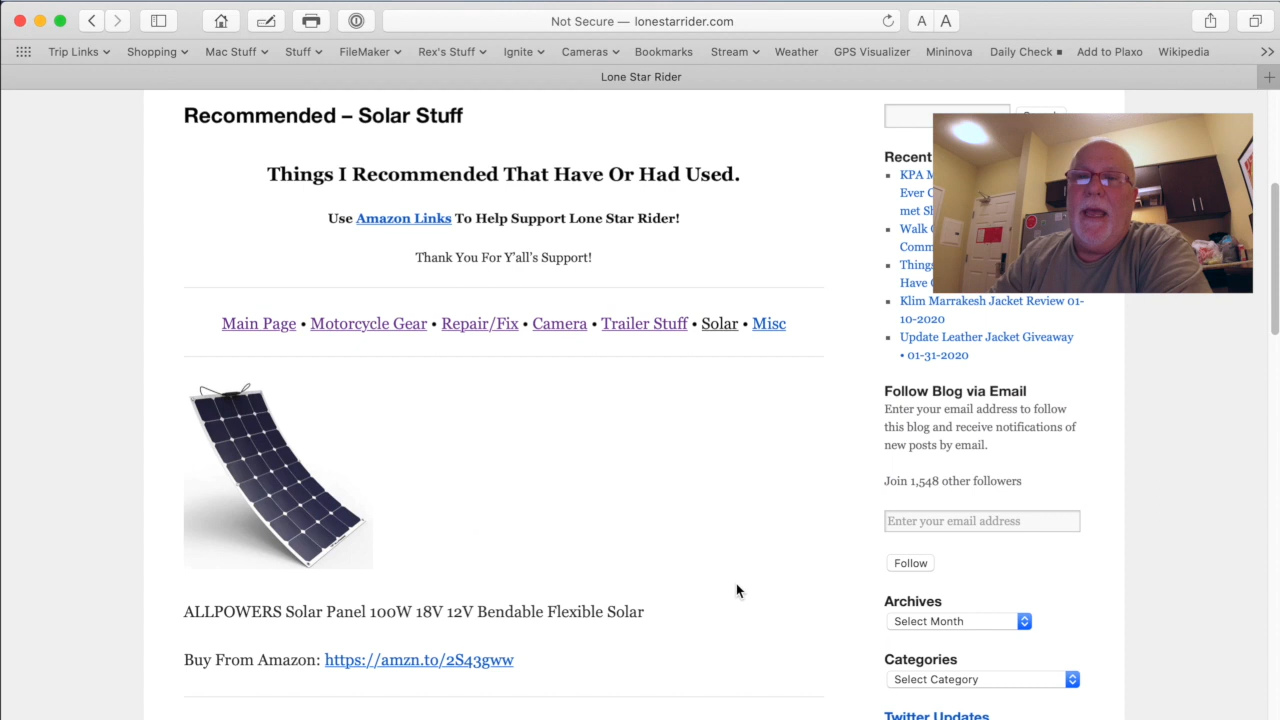 Not Secure — lonestarrider.com
A A
Trip Links Shopping Mac Stuff Stuff FileMaker Rex's Stuff Ignite Cameras Bookmarks Stream Weather GPS Visualizer Mininova Daily Check Add to Plaxo Wikipedia
Lone Star Rider
Recommended – Solar Stuff
Things I Recommended That Have Or Had Used.
Use Amazon Links To Help Support Lone Star Rider!
Thank You For Y'all's Support!
Main Page • Motorcycle Gear • Repair/Fix • Camera • Trailer Stuff • Solar • Misc
ALLPOWERS Solar Panel 100W 18V 12V Bendable Flexible Solar
Buy From Amazon: https://amzn.to/2S43gww
Recent
KPA
Ever
met
Walk
Things
Have
Klim Marrakesh Jacket Review 01-
10-2020
Update Leather Jacket Giveaway
• 01-31-2020
Follow Blog via Email
Enter your email address to follow
this blog and receive notifications of
new posts by email.
Join 1,548 other followers
Enter your email address
Follow
Archives
Select Month
Categories
Select Category
Twitter Updates